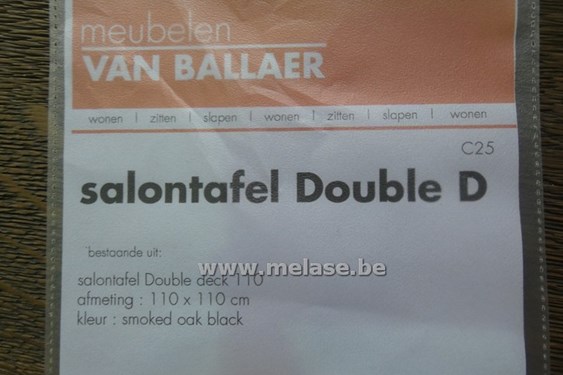 meubelen
VAN BALLAER
wonen | zitten | slapen | wonen | zitten | slapen | wonen
C25
salontafel Double D
bestaande uit:
www.melase.be
salontafel Double deck 110
afmeting : 110 x 110 cm
kleur : smoked oak black